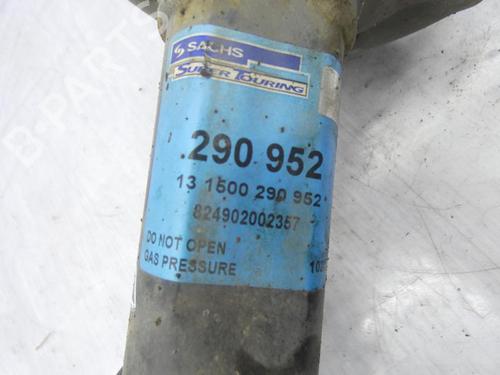 SACHS
SUPER TOURING
290 952
13 1500 290 952
824902002357
DO NOT OPEN
GAS PRESSURE